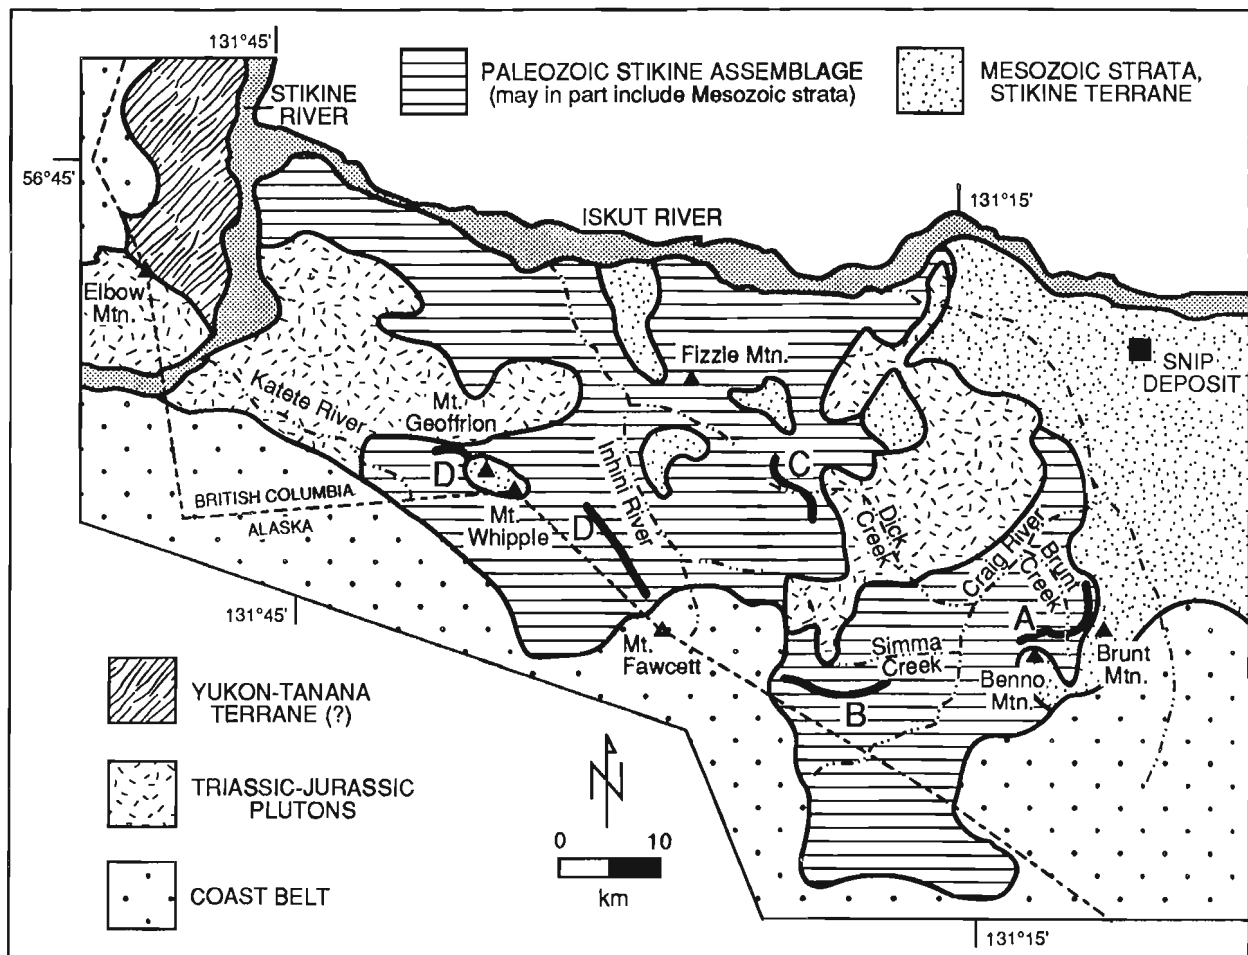 131°45'
PALEOZOIC STIKINE ASSEMBLAGE
(may in part include Mesozoic strata)
MESOZOIC STRATA,
STIKINE TERRANE
STIKINE
RIVER
56°45'
131°15'
ISKUT RIVER
Elbow
Mtn.
Fizzle Mtn.
SNIP
DEPOSIT
Katete River
Mt.
Geoffrion
Inhini River
C
D
BRITISH COLUMBIA
ALASKA
Mt.
Whipple
D
Dick
Creek
Craig River
Brunt
Creek
131°45'
A
Mt.
Fawcett
Simma
Creek
Benno
Mtn.
Brunt
Mtn.
B
YUKON-TANANA
TERRANE (?)
TRIASSIC-JURASSIC
PLUTONS
COAST BELT
N
0 10
km
131°15'